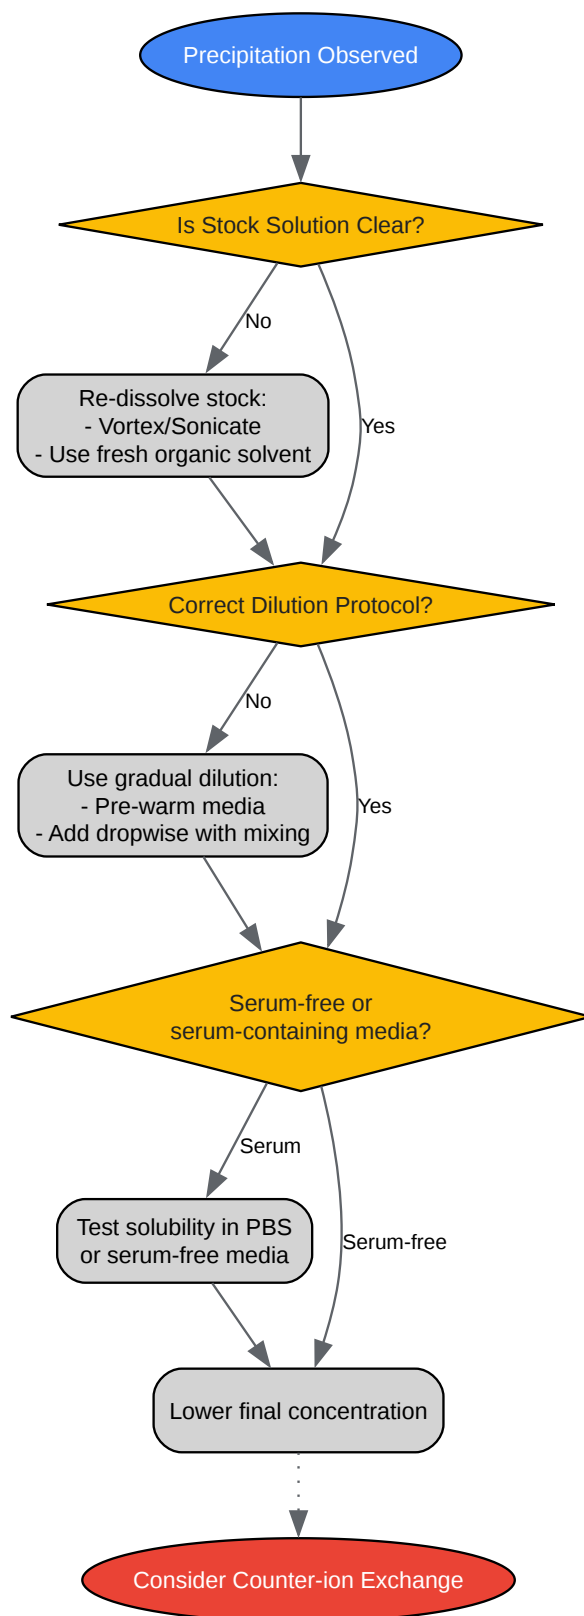 Precipitation Observed
Is Stock Solution Clear?
No
Re-dissolve stock:
- Vortex/Sonicate
- Use fresh organic solvent
Yes
Correct Dilution Protocol?
No
Use gradual dilution:
- Pre-warm media
- Add dropwise with mixing
Yes
Serum-free or
serum-containing media?
Serum
Test solubility in PBS
or serum-free media
Serum-free
Lower final concentration
Consider Counter-ion Exchange